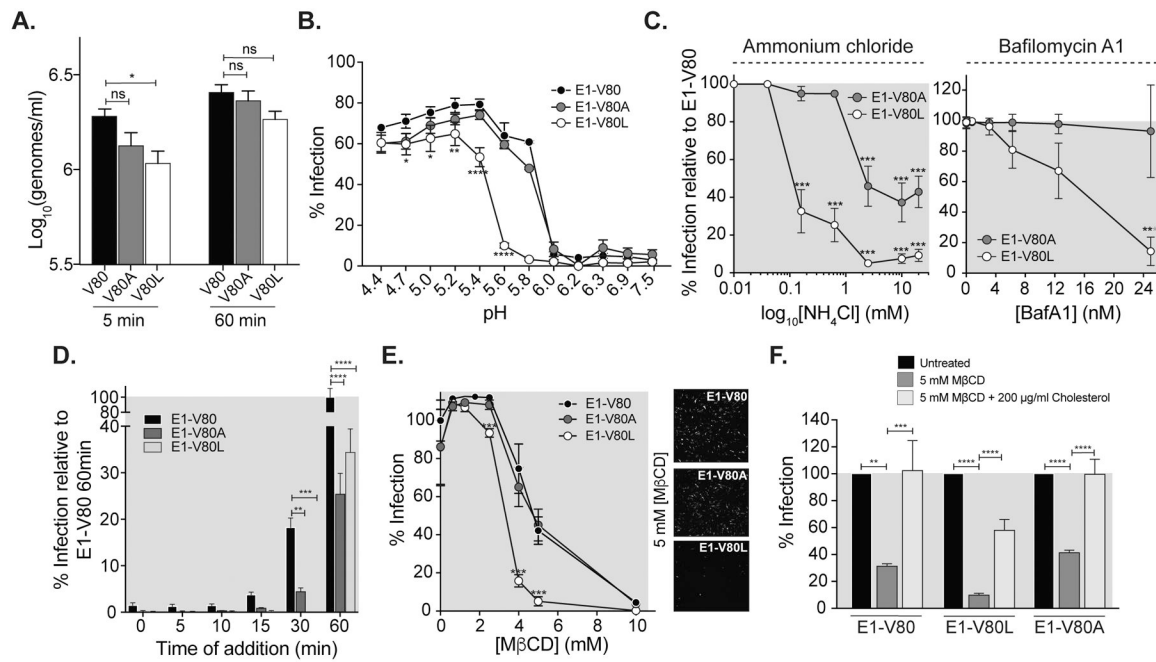 A.
Log10(genomes/ml)
6.5
6
5.5
ns
*
ns
ns
V80
V80A
V80L
V80
V80A
V80L
5 min
60 min
B.
% Infection
100
80
60
40
20
0
E1-V80
E1-V80A
E1-V80L
*
*
**
****
****
4.4
4.7
5.0
5.2
5.4
5.6
5.8
6.0
6.2
6.3
6.9
7.5
pH
C.
Ammonium chloride
% Infection relative to E1-V80
100
80
60
40
20
0
E1-V80A
E1-V80L
***
***
***
***
***
***
***
***
0.01
0.1
1
10
100
log10[NH4Cl] (mM)
Bafilomycin A1
140
120
100
80
60
40
20
0
E1-V80A
E1-V80L
***
0
4
8
12
16
20
24
[BafA1] (nM)
D.
% Infection relative to
E1-V80 60min
100
80
40
20
0
E1-V80
E1-V80A
E1-V80L
***
**
****
****
0
5
10
15
30
60
Time of addition (min)
E.
% Infection
100
80
60
40
20
0
E1-V80
E1-V80A
E1-V80L
***
***
***
0
2
4
6
8
10
[MβCD] (mM)
5 mM [MβCD]
E1-V80
E1-V80A
E1-V80L
F.
Untreated
5 mM MβCD
5 mM MβCD + 200 μg/ml Cholesterol
% Infection
140
120
100
80
60
40
20
0
**
***
****
****
****
****
E1-V80
E1-V80L
E1-V80A